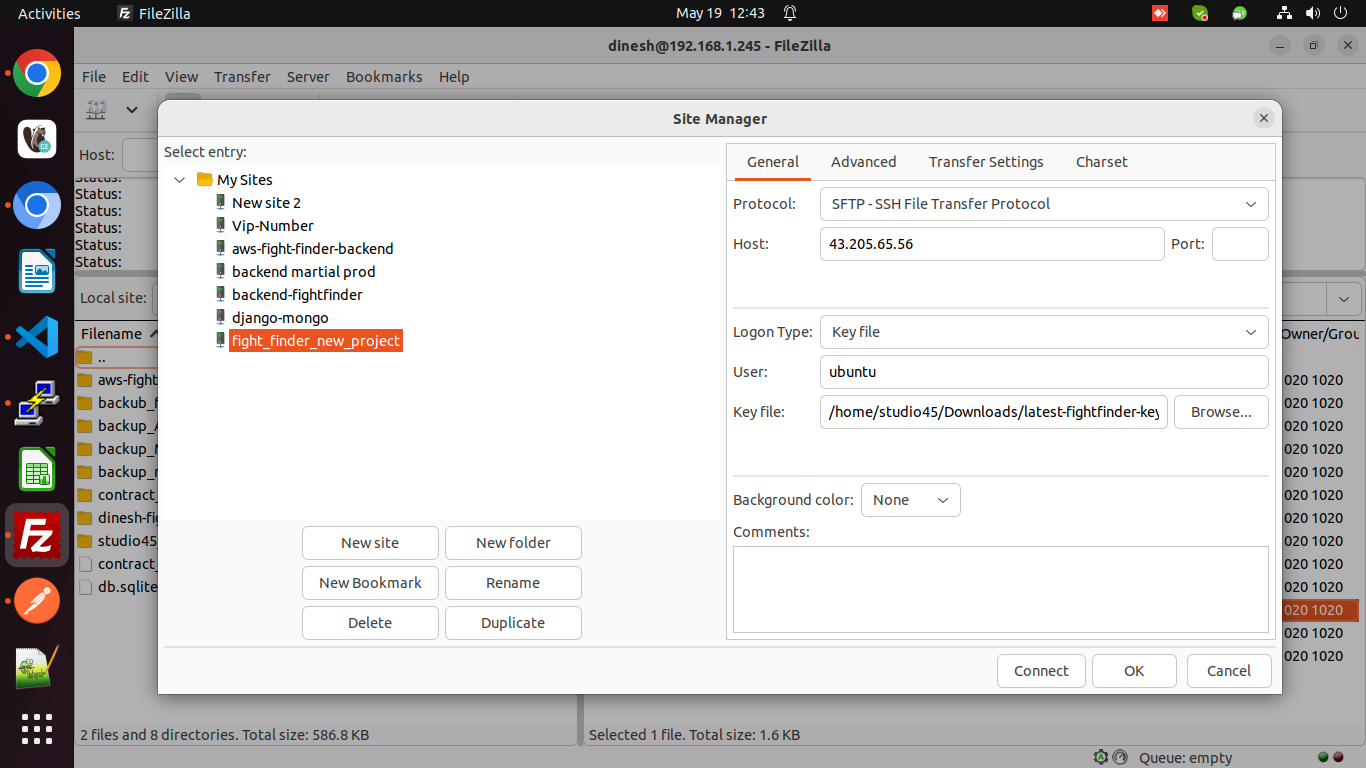 Activities FileZilla May 19 12:43
dinesh@192.168.1.245 - FileZilla
File Edit View Transfer Server Bookmarks Help
Host:
Status:
Status:
Status:
Status:
Status:
Status:
Local site:
Filename
Owner/Grou
..
aws-fight
backub_f
020 1020
backup_A
020 1020
backup_M
020 1020
backup_r
020 1020
contract_
020 1020
dinesh-fig
020 1020
studio45_
020 1020
contract_
020 1020
db.sqlite
020 1020
020 1020
020 1020
020 1020
2 files and 8 directories. Total size: 586.8 KB
Selected 1 file. Total size: 1.6 KB
Queue: empty
Site Manager
Select entry:
My Sites
New site 2
Vip-Number
aws-fight-finder-backend
backend martial prod
backend-fightfinder
django-mongo
fight_finder_new_project
New site New folder
New Bookmark Rename
Delete Duplicate
General Advanced Transfer Settings Charset
Protocol: SFTP - SSH File Transfer Protocol
Host: 43.205.65.56 Port:
Logon Type: Key file
User: ubuntu
Key file: /home/studio45/Downloads/latest-fightfinder-key Browse...
Background color: None
Comments:
Connect OK Cancel